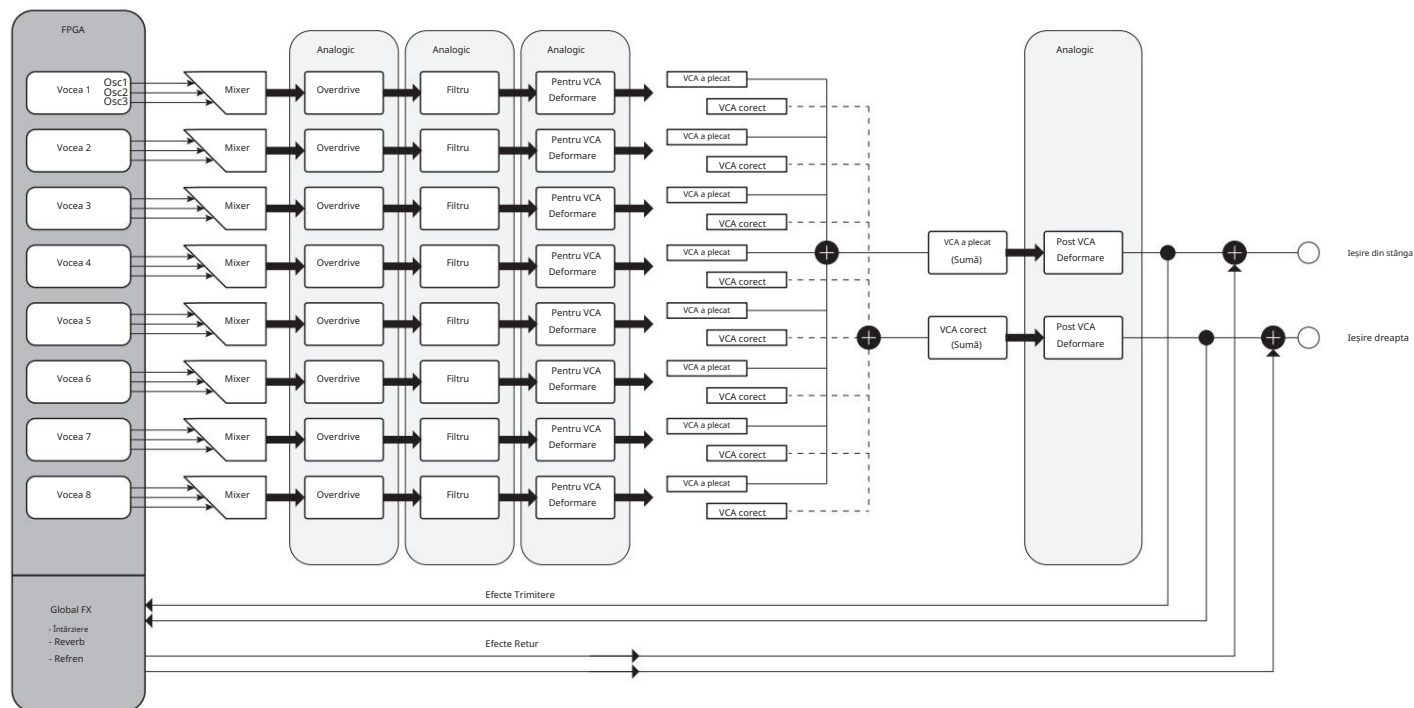 FPGA
Analogic
Analogic
Analogic
Analogic
Vocea 1
Osc1
Osc2
Osc3
Mixer
Overdrive
Filtru
Pentru VCA
Deformare
VCA a plecat
VCA corect
Vocea 2
Mixer
Overdrive
Filtru
Pentru VCA
Deformare
VCA a plecat
VCA corect
Vocea 3
Mixer
Overdrive
Filtru
Pentru VCA
Deformare
VCA a plecat
VCA corect
Vocea 4
Mixer
Overdrive
Filtru
Pentru VCA
Deformare
VCA a plecat
VCA corect
VCA a plecat
(Sumă)
Post VCA
Deformare
Ieșire din stânga
Vocea 5
Mixer
Overdrive
Filtru
Pentru VCA
Deformare
VCA a plecat
VCA corect
VCA corect
(Sumă)
Post VCA
Deformare
Ieșire dreapta
Vocea 6
Mixer
Overdrive
Filtru
Pentru VCA
Deformare
VCA a plecat
VCA corect
Vocea 7
Mixer
Overdrive
Filtru
Pentru VCA
Deformare
VCA a plecat
VCA corect
Vocea 8
Mixer
Overdrive
Filtru
Pentru VCA
Deformare
VCA a plecat
VCA corect
Efecte Trimitere
Global FX
- Întârziere
- Reverb
- Refren
Efecte Retur